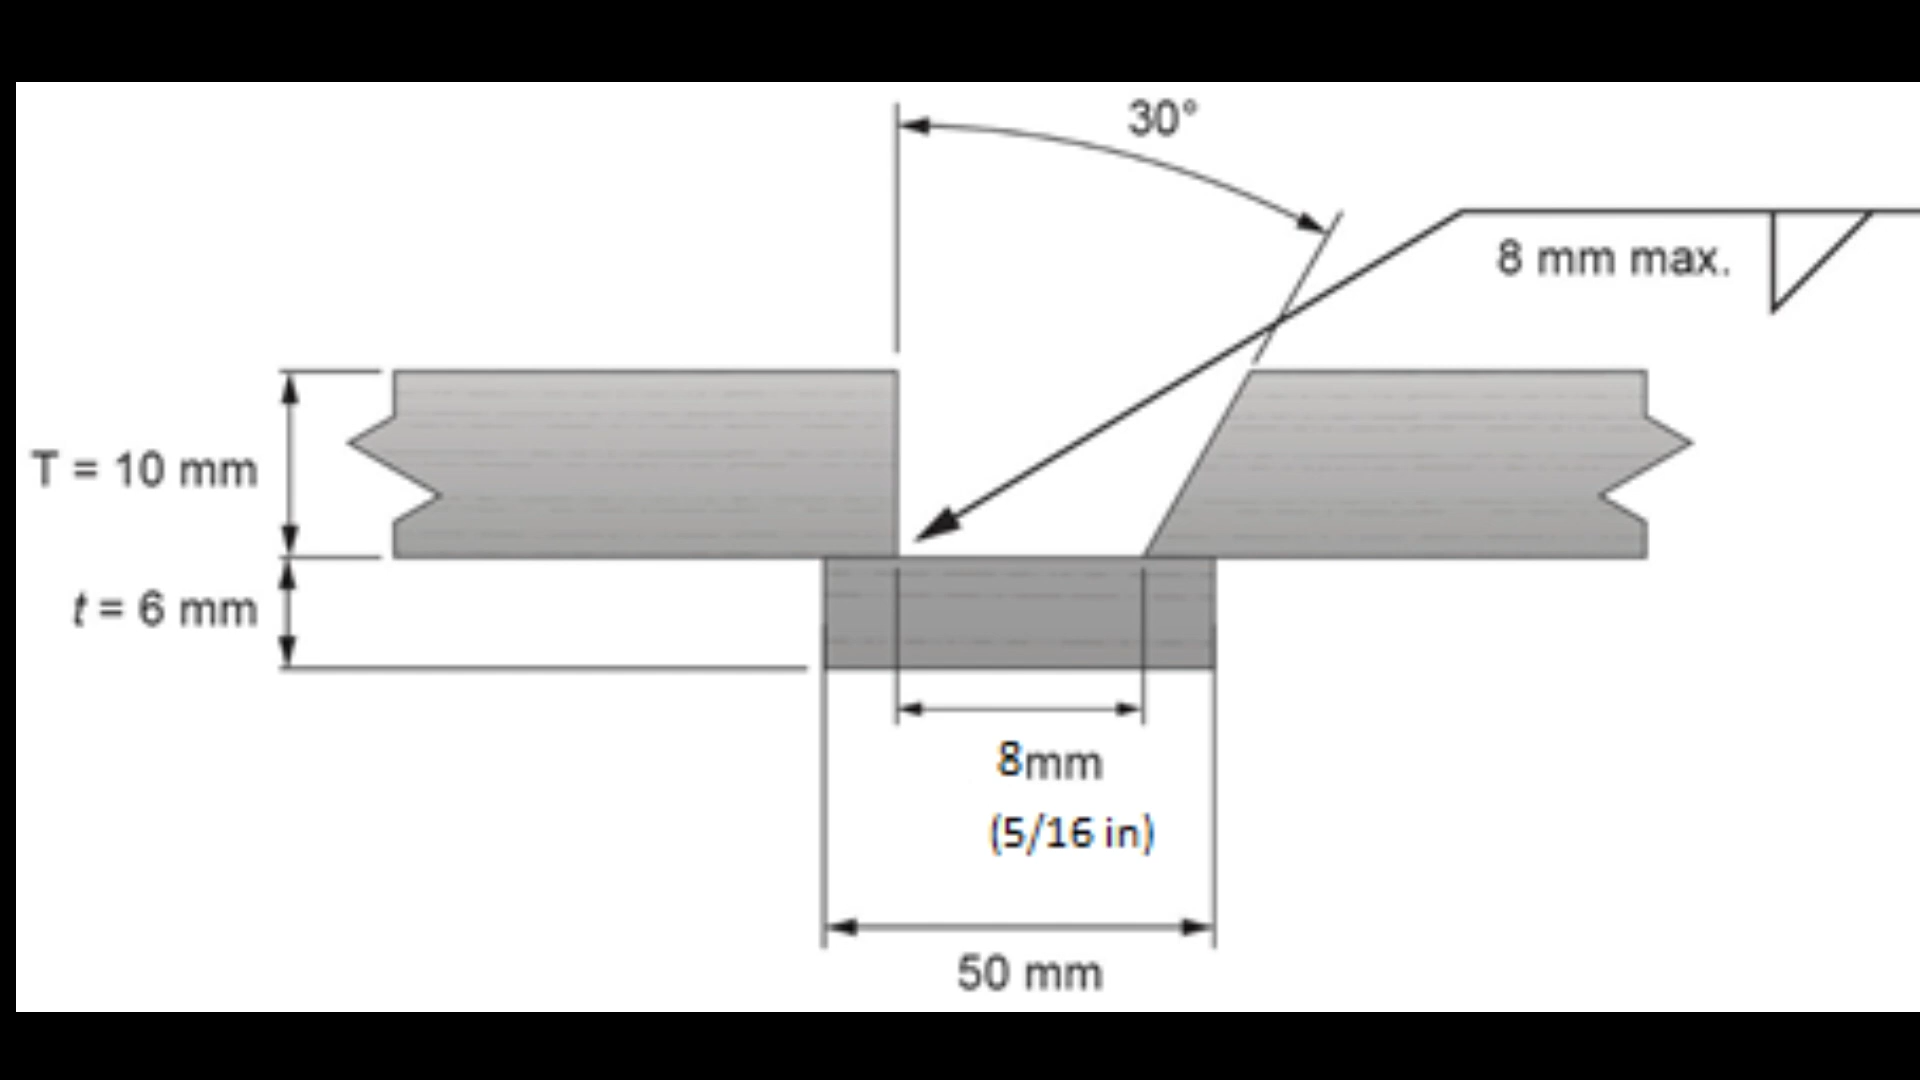 30°
8 mm max.
T = 10 mm
t = 6 mm
8mm
(5/16 in)
50 mm